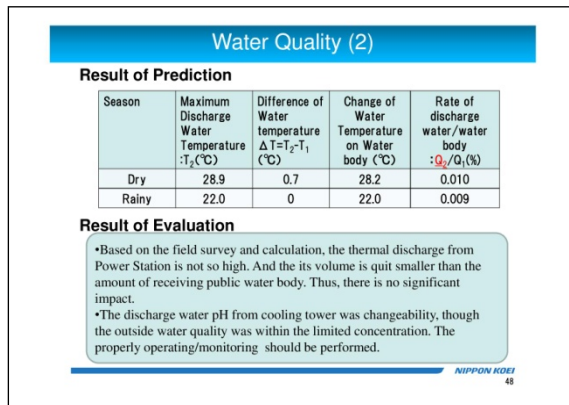 Water Quality (2)
Result of Prediction
Season
Maximum
Discharge
Water
Temperature
:T₂(℃)
Difference of
Water
temperature
ΔT=T₂-T₁
(℃)
Change of
Water
Temperature
on Water
body (℃)
Rate of
discharge
water/water
body
:Q₂/Q₁(%)
Dry 28.9 0.7 28.2 0.010
Rainy 22.0 0 22.0 0.009
Result of Evaluation
•Based on the field survey and calculation, the thermal discharge from
Power Station is not so high. And the its volume is quit smaller than the
amount of receiving public water body. Thus, there is no significant
impact.
•The discharge water pH from cooling tower was changeability, though
the outside water quality was within the limited concentration. The
properly operating/monitoring should be performed.
NIPPON KOEI
48